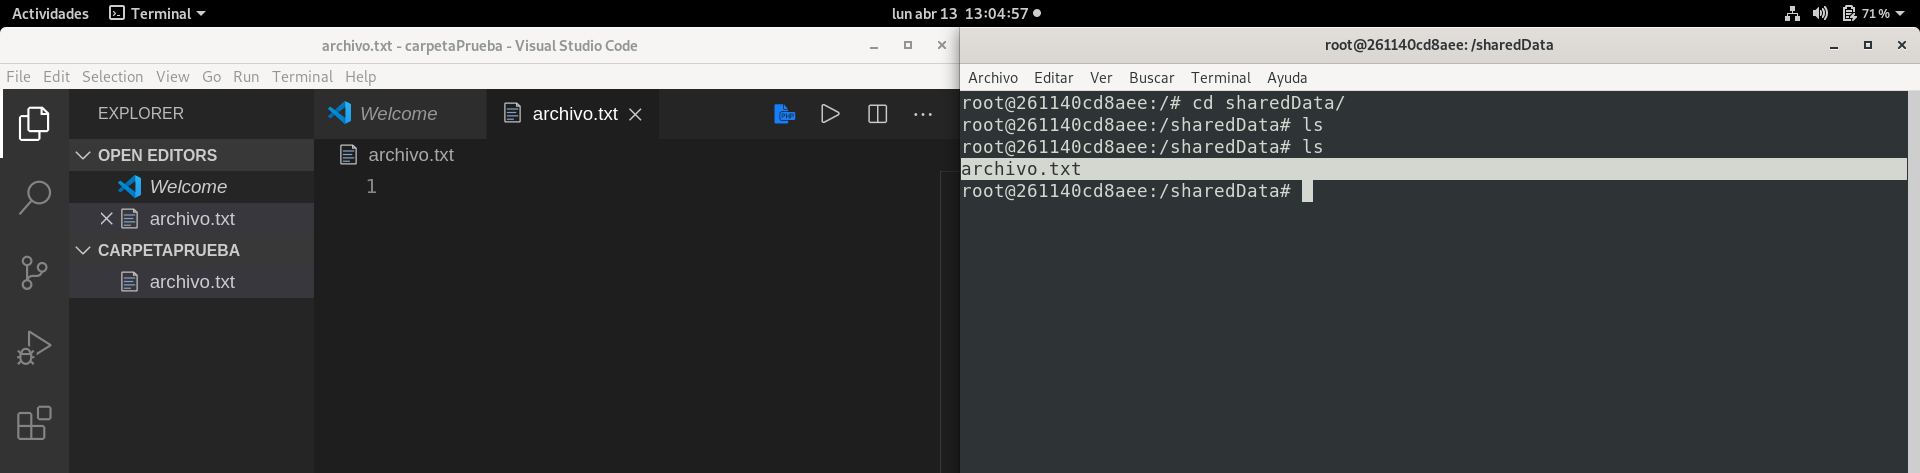 Actividades Terminal lun abr 13 13:04:57 71 %
archivo.txt - carpetaPrueba - Visual Studio Code
File Edit Selection View Go Run Terminal Help
EXPLORER
OPEN EDITORS
Welcome
archivo.txt
CARPETAPRUEBA
archivo.txt
Welcome archivo.txt
PHP
archivo.txt
1
root@261140cd8aee: /sharedData
Archivo Editar Ver Buscar Terminal Ayuda
root@261140cd8aee:/# cd sharedData/
root@261140cd8aee:/sharedData# ls
root@261140cd8aee:/sharedData# ls
archivo.txt
root@261140cd8aee:/sharedData#